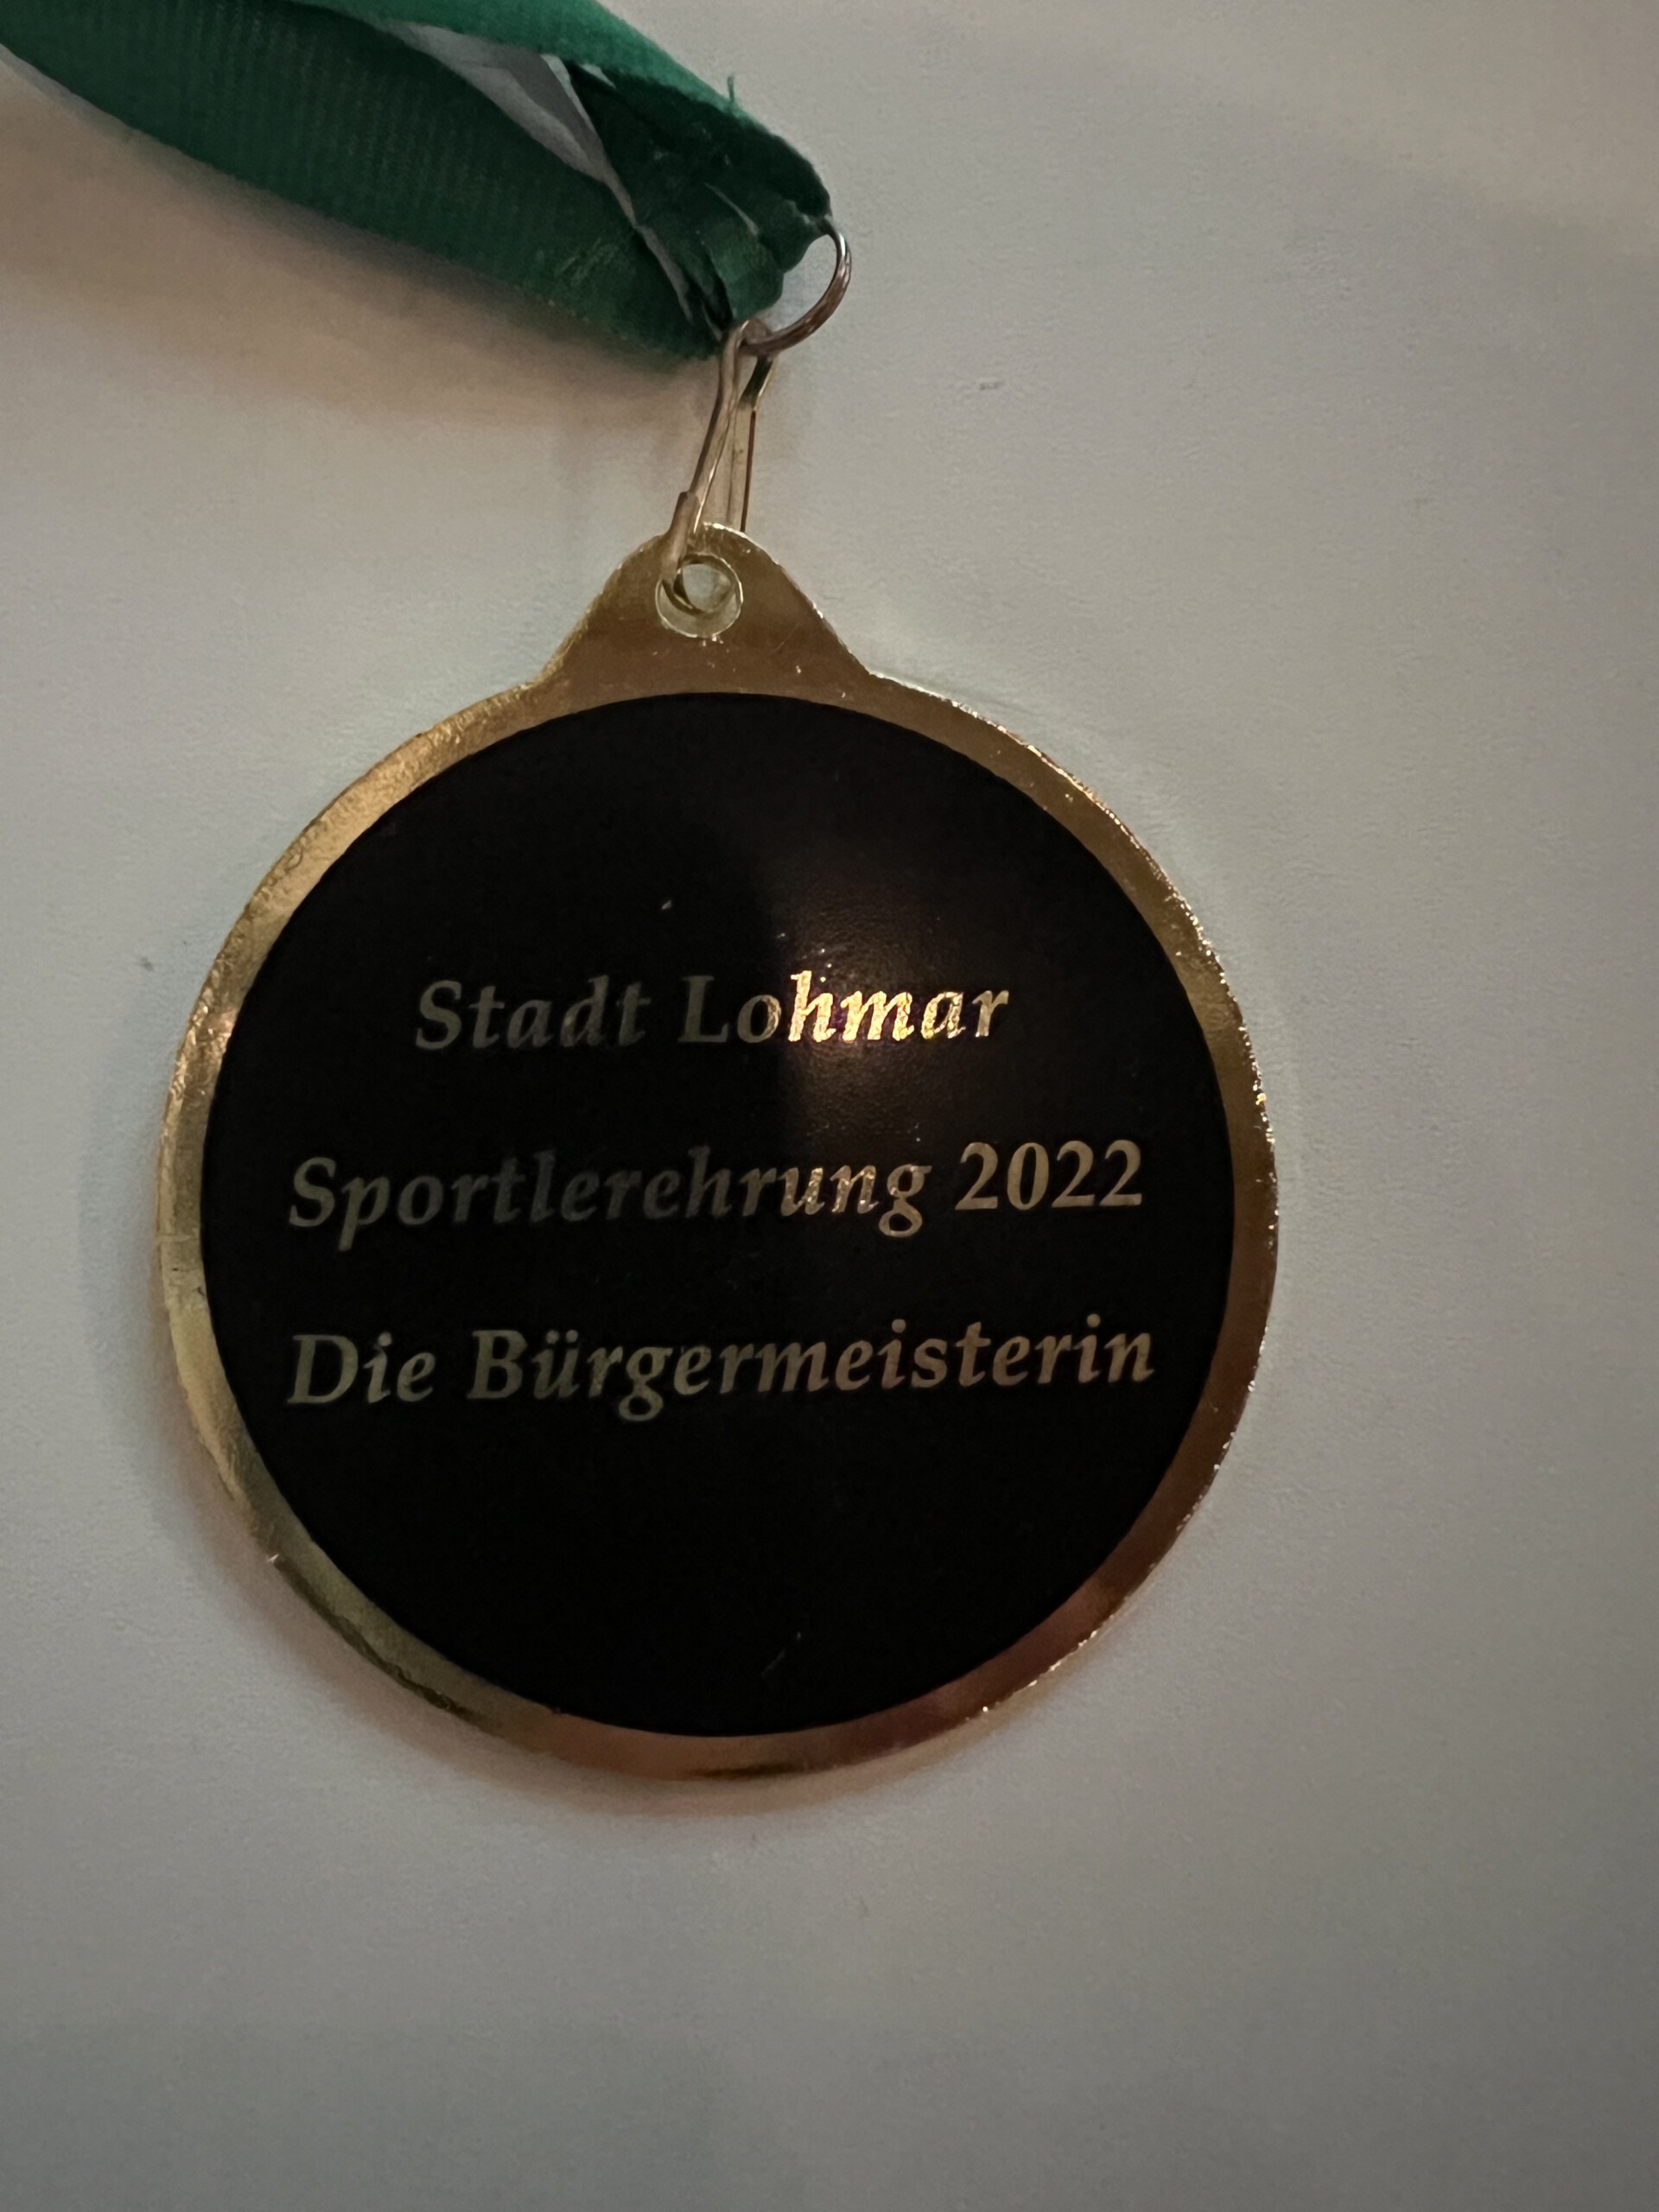 Stadt Lohmar
Sportlerehrung 2022
Die Bürgermeisterin